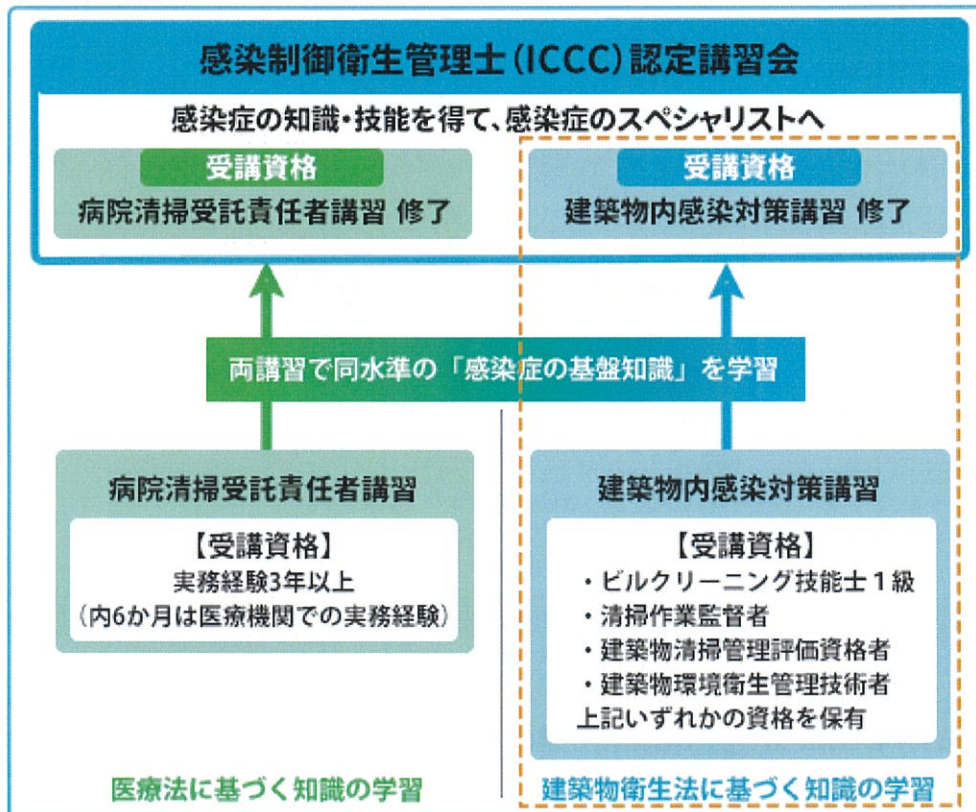 感染制御衛生管理士(ICCC)認定講習会
感染症の知識・技能を得て、感染症のスペシャリストへ
受講資格
病院清掃受託責任者講習 修了
受講資格
建築物内感染対策講習 修了
両講習で同水準の「感染症の基盤知識」を学習
病院清掃受託責任者講習
【受講資格】
実務経験3年以上
(内6か月は医療機関での実務経験)
医療法に基づく知識の学習
建築物内感染対策講習
【受講資格】
・ビルクリーニング技能士1級
・清掃作業監督者
・建築物清掃管理評価資格者
・建築物環境衛生管理技術者
上記いずれかの資格を保有
建築物衛生法に基づく知識の学習